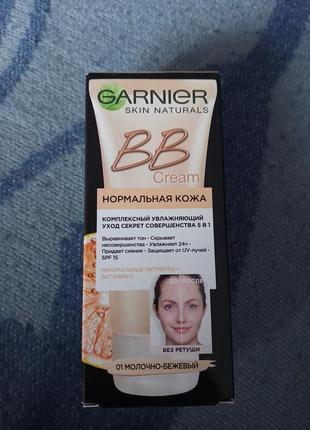 GARNIER
SKIN NATURALS
BB
Cream
НОРМАЛЬНАЯ КОЖА
КОМПЛЕКСНЫЙ УВЛАЖНЯЮЩИЙ
УХОД СЕКРЕТ СОВЕРШЕНСТВА 5 В 1
Выравнивает тон • Скрывает
несовершенства • Увлажняет 24ч •
Придает сияние • Защищает от UV-лучей •
SPF 15
МИНЕРАЛЬНЫЕ ПИГМЕНТЫ +
ВИТАМИН С
ДО ПОСЛЕ
БЕЗ РЕТУШИ
01 МОЛОЧНО-БЕЖЕВЫЙ